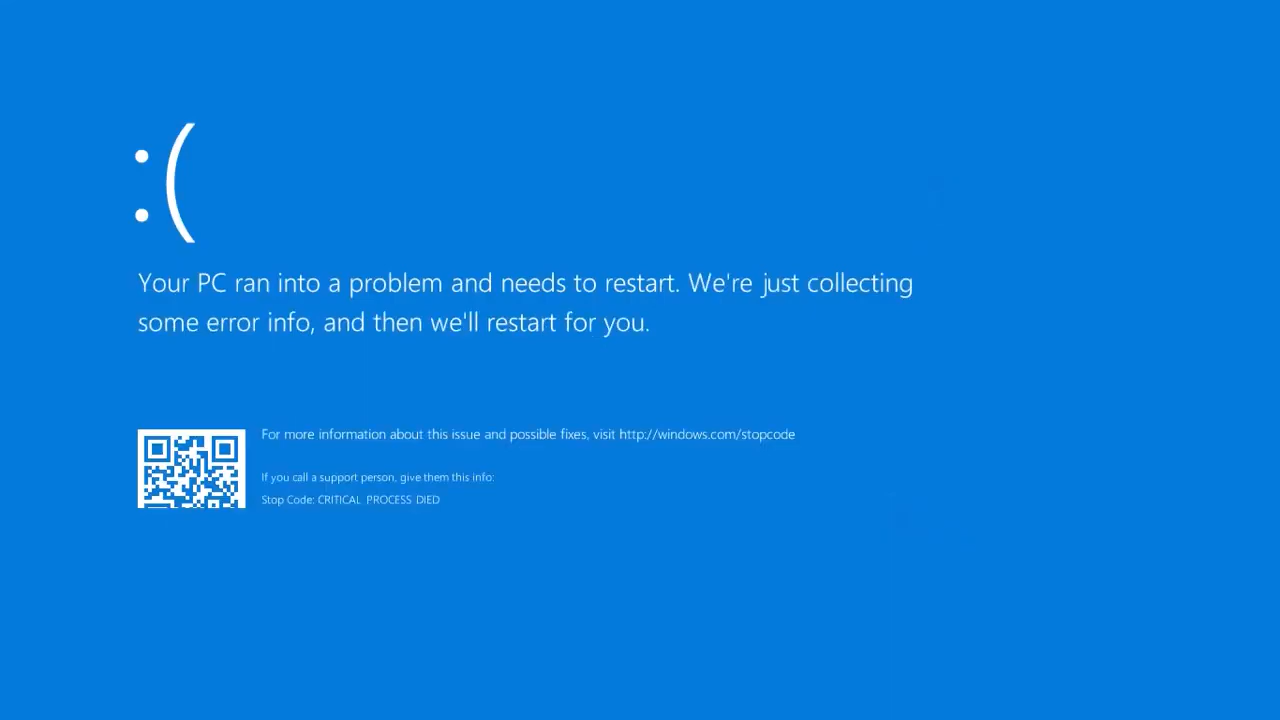 :(
Your PC ran into a problem and needs to restart. We're just collecting
some error info, and then we'll restart for you.
For more information about this issue and possible fixes, visit http://windows.com/stopcode
If you call a support person, give them this info:
Stop Code: CRITICAL_PROCESS_DIED